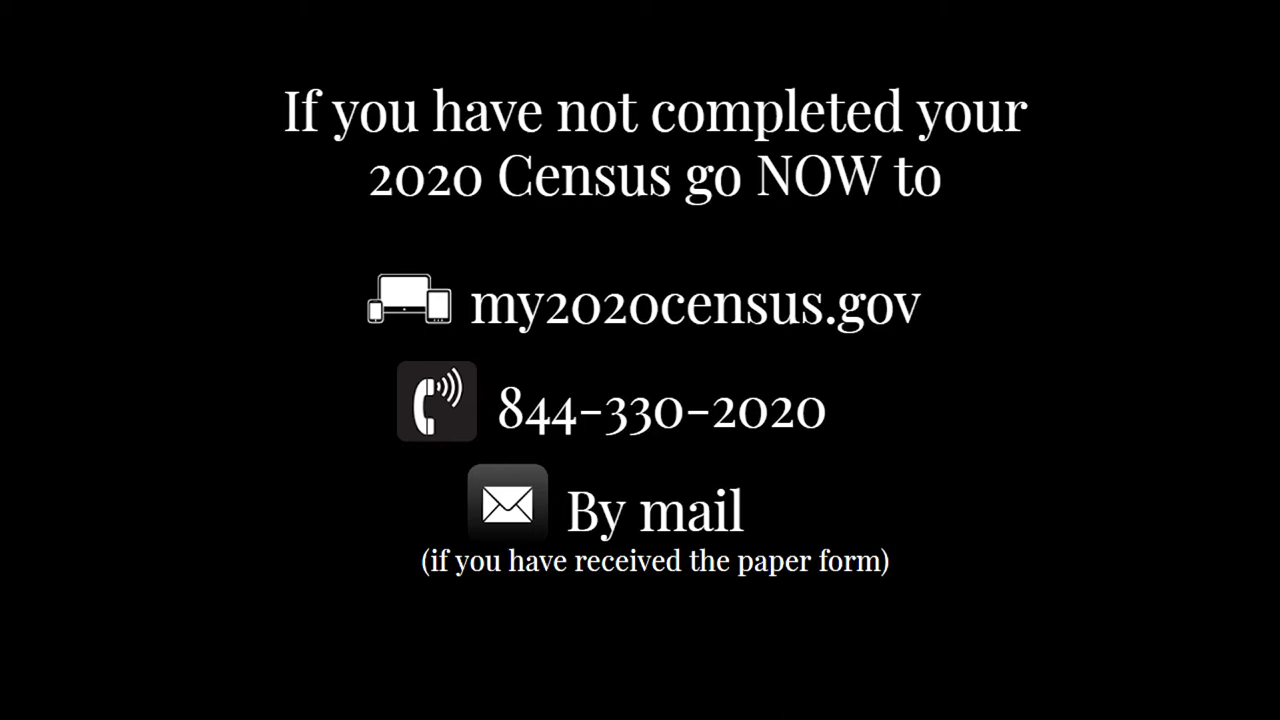 If you have not completed your
2020 Census go NOW to
my2020census.gov
844-330-2020
By mail
(if you have received the paper form)